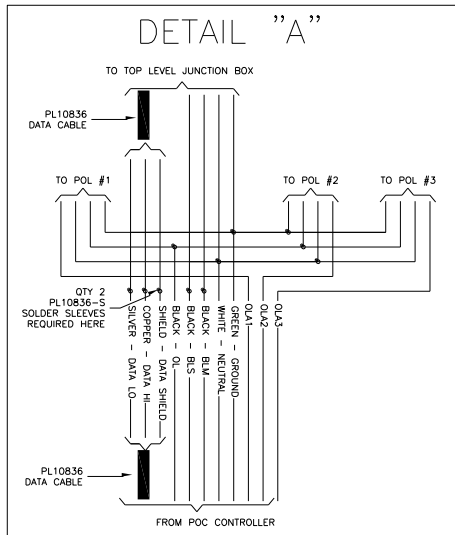 DETAIL "A"
TO TOP LEVEL JUNCTION BOX
PL10836
DATA CABLE
TO POL #1
TO POL #2
TO POL #3
QTY 2
PL10836-S
SOLDER SLEEVES
REQUIRED HERE
SILVER - DATA LO
COPPER - DATA HI
SHIELD - DATA SHIELD
BLACK - OL
BLACK - BLS
BLACK - BLM
WHITE - NEUTRAL
GREEN - GROUND
OLA1
OLA2
OLA3
PL10836
DATA CABLE
FROM POC CONTROLLER